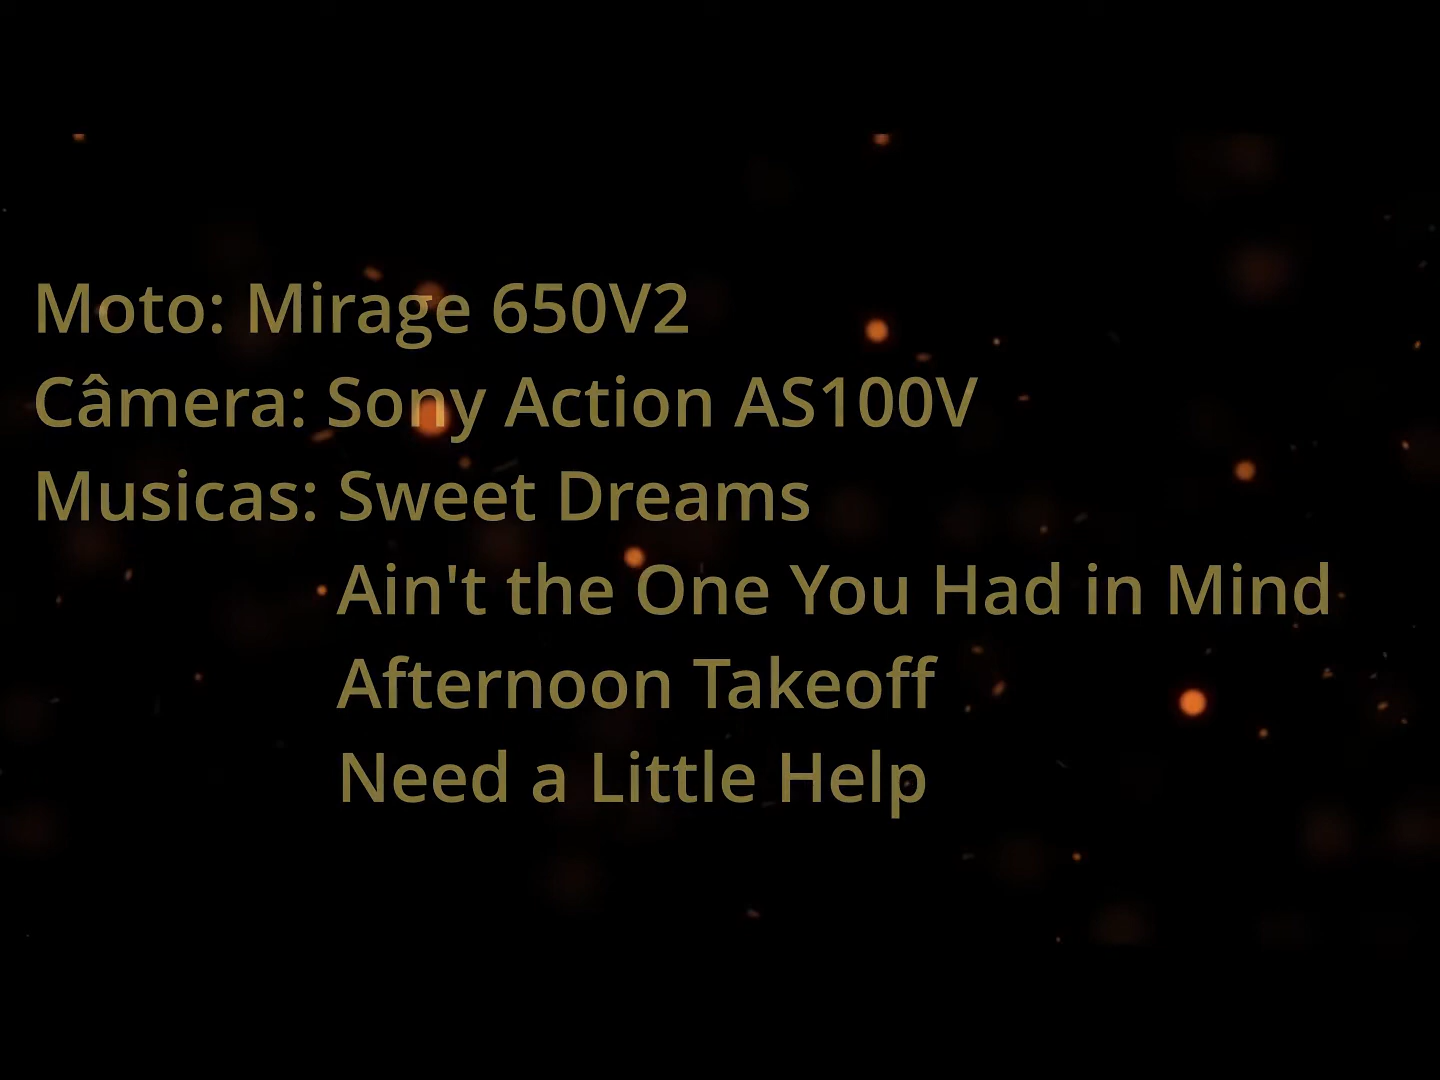 Moto: Mirage 650V2
Câmera: Sony Action AS100V
Musicas: Sweet Dreams
Ain't the One You Had in Mind
Afternoon Takeoff
Need a Little Help